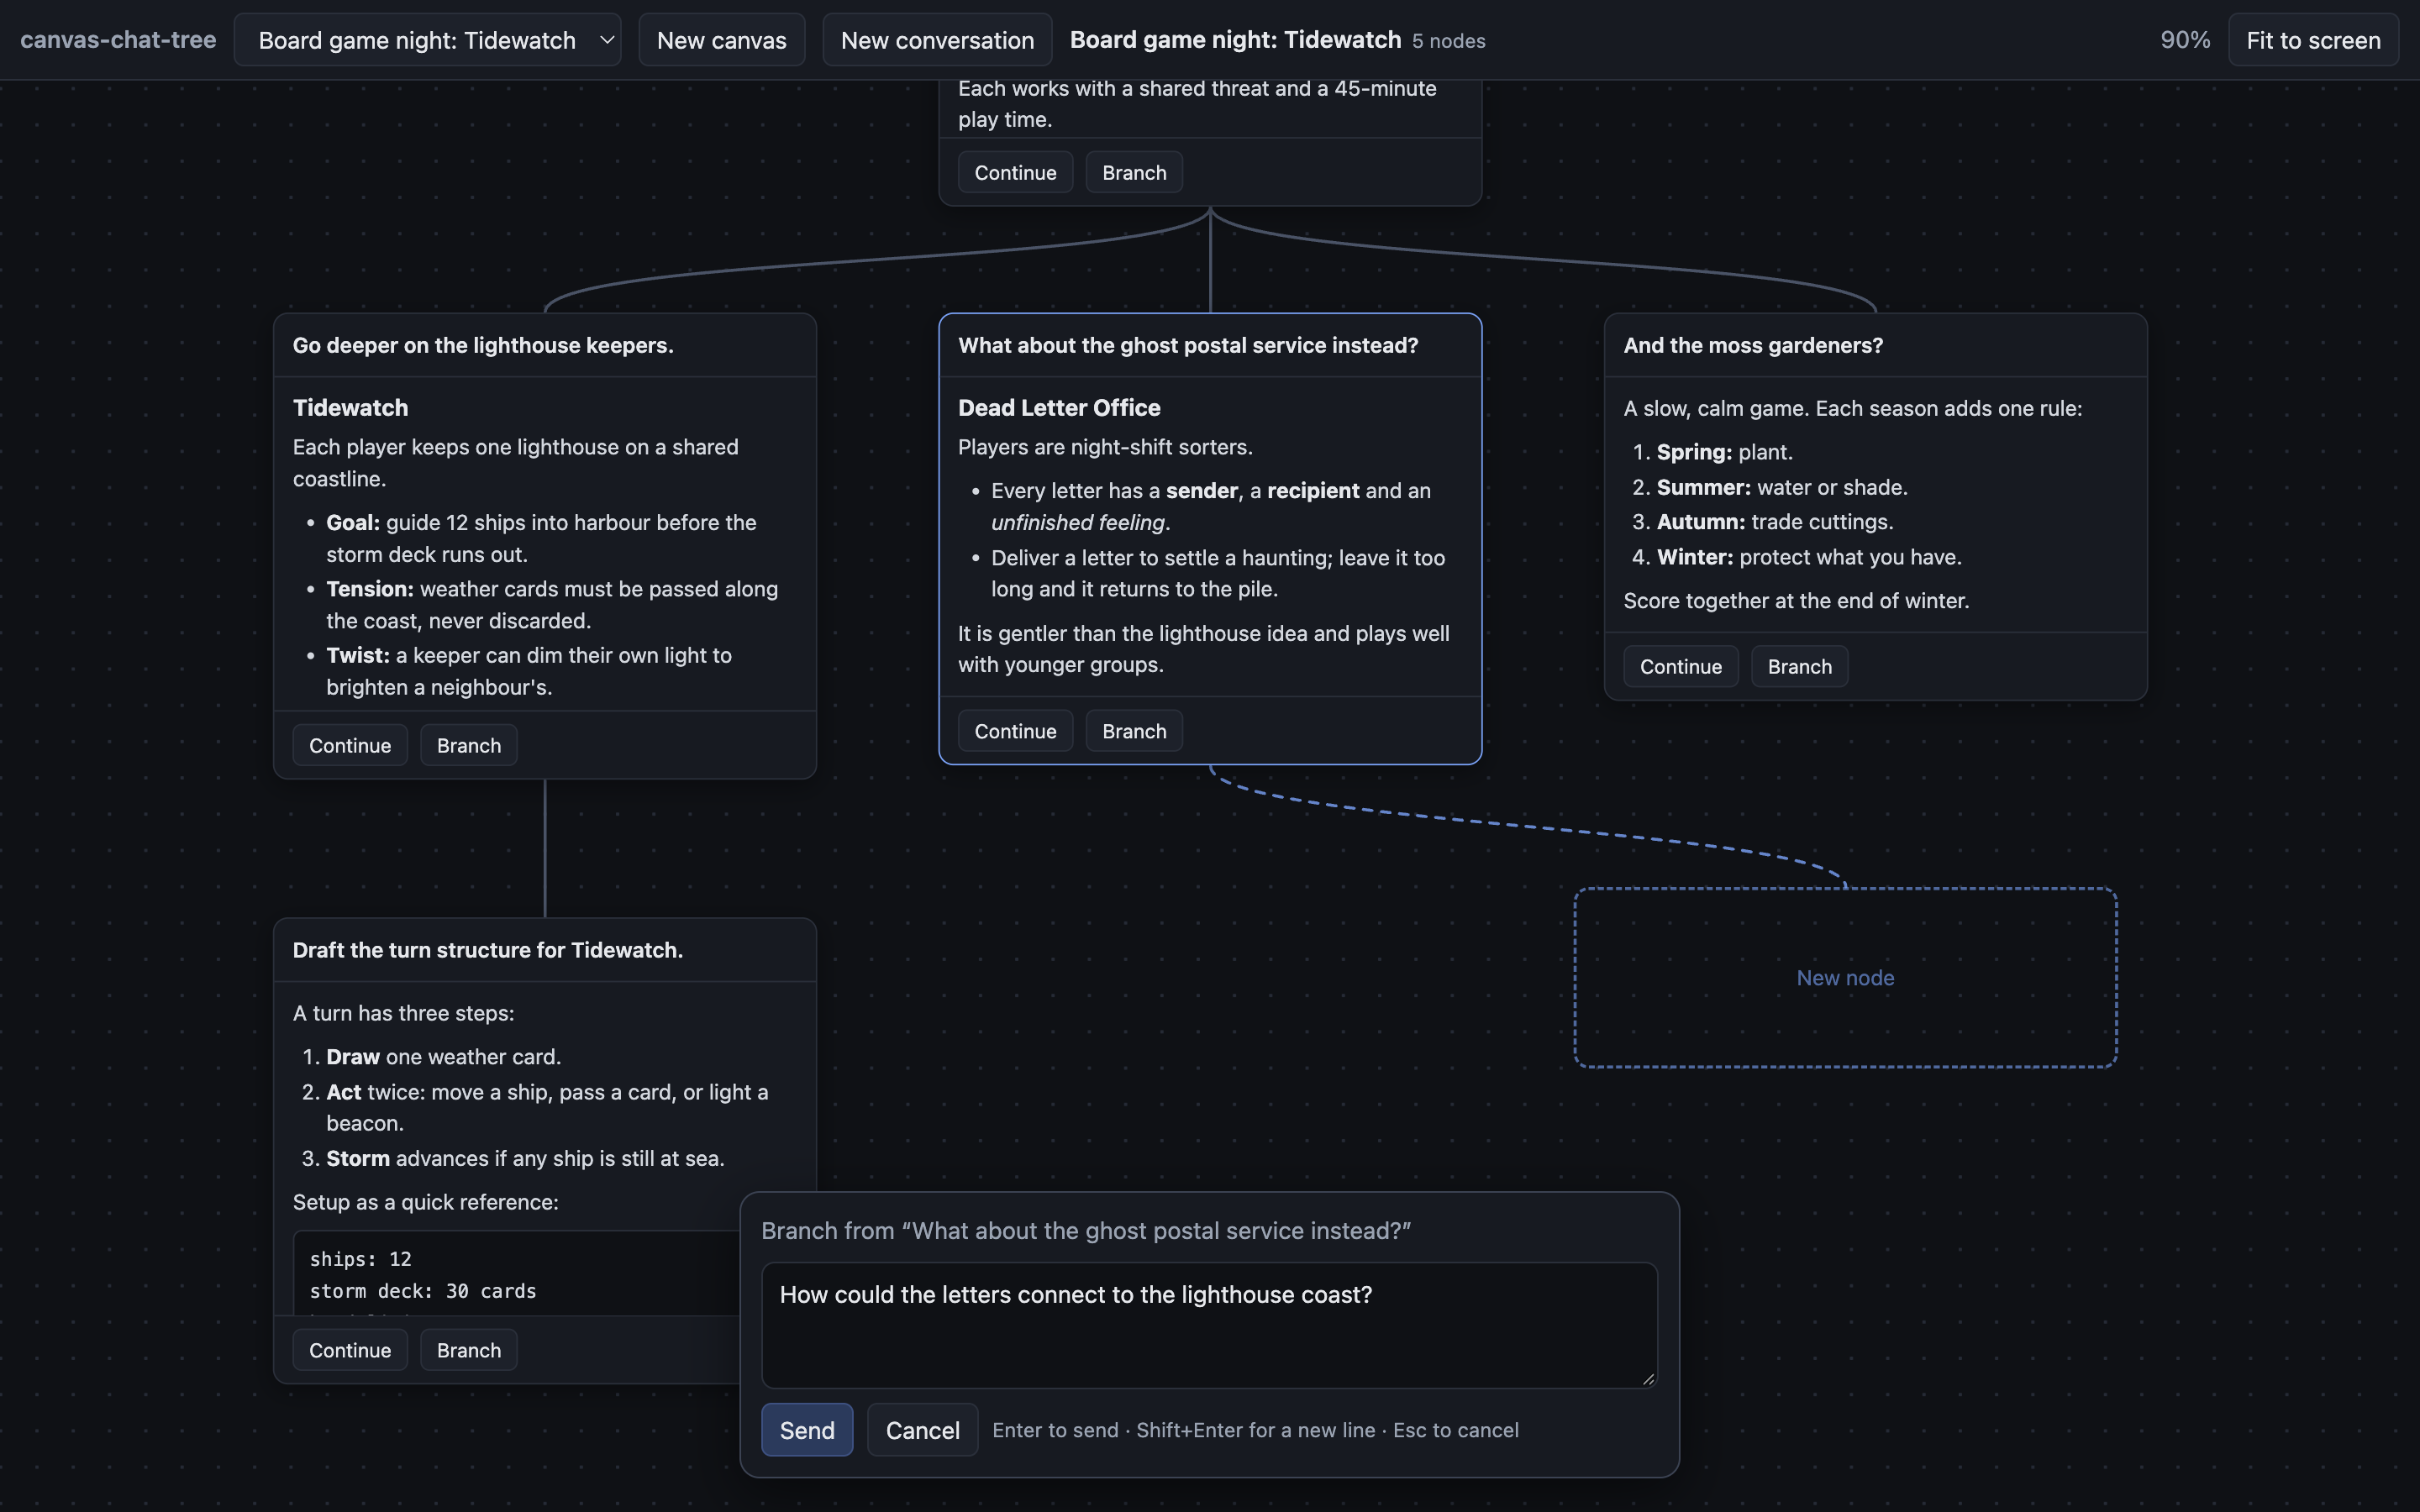 canvas-chat-tree
Board game night: Tidewatch
New canvas
New conversation
Board game night: Tidewatch 5 nodes
90%
Fit to screen
Each works with a shared threat and a 45-minute
play time.
Continue
Branch
Go deeper on the lighthouse keepers.
Tidewatch
Each player keeps one lighthouse on a shared
coastline.
• Goal: guide 12 ships into harbour before the
storm deck runs out.
• Tension: weather cards must be passed along
the coast, never discarded.
• Twist: a keeper can dim their own light to
brighten a neighbour's.
Continue
Branch
What about the ghost postal service instead?
Dead Letter Office
Players are night-shift sorters.
• Every letter has a sender, a recipient and an
unfinished feeling.
• Deliver a letter to settle a haunting; leave it too
long and it returns to the pile.
It is gentler than the lighthouse idea and plays well
with younger groups.
Continue
Branch
And the moss gardeners?
A slow, calm game. Each season adds one rule:
1. Spring: plant.
2. Summer: water or shade.
3. Autumn: trade cuttings.
4. Winter: protect what you have.
Score together at the end of winter.
Continue
Branch
New node
Draft the turn structure for Tidewatch.
A turn has three steps:
1. Draw one weather card.
2. Act twice: move a ship, pass a card, or light a
beacon.
3. Storm advances if any ship is still at sea.
Setup as a quick reference:
ships: 12
storm deck: 30 cards
Continue
Branch
Branch from “What about the ghost postal service instead?”
How could the letters connect to the lighthouse coast?
Send
Cancel
Enter to send · Shift+Enter for a new line · Esc to cancel